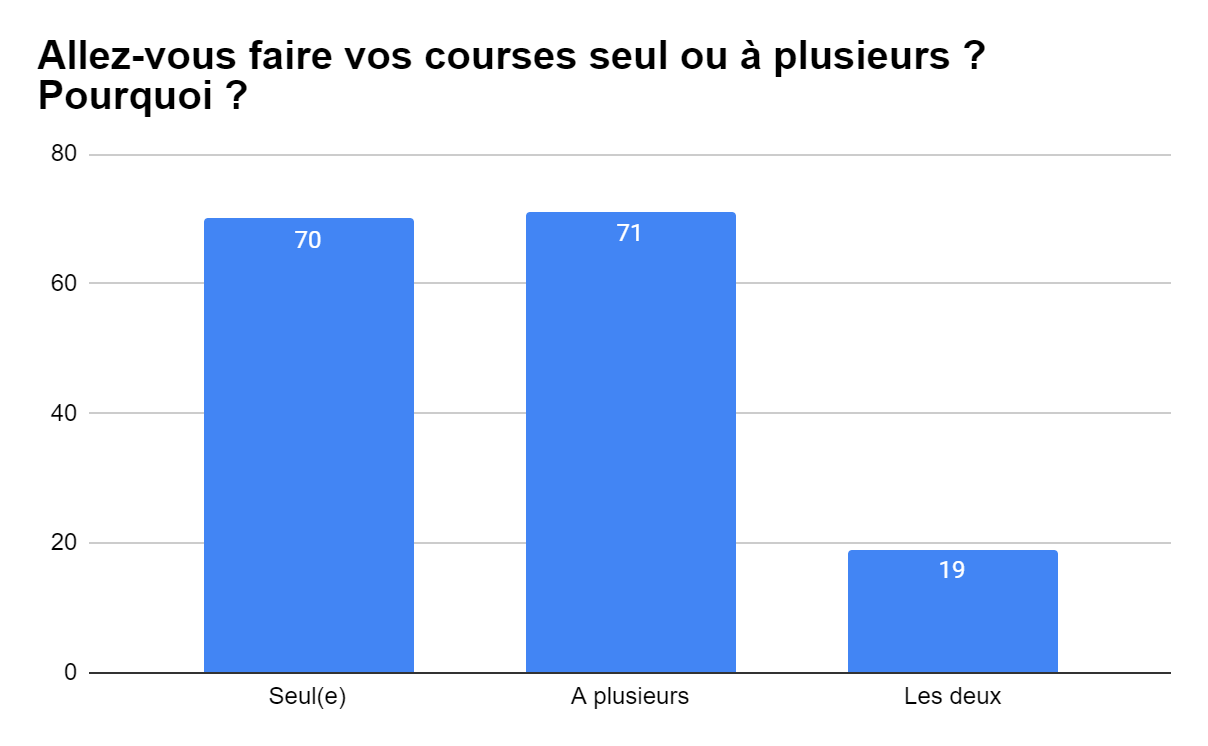 Allez-vous faire vos courses seul ou à plusieurs ?
Pourquoi ?
80
60
40
20
0
70
71
19
Seul(e)
A plusieurs
Les deux